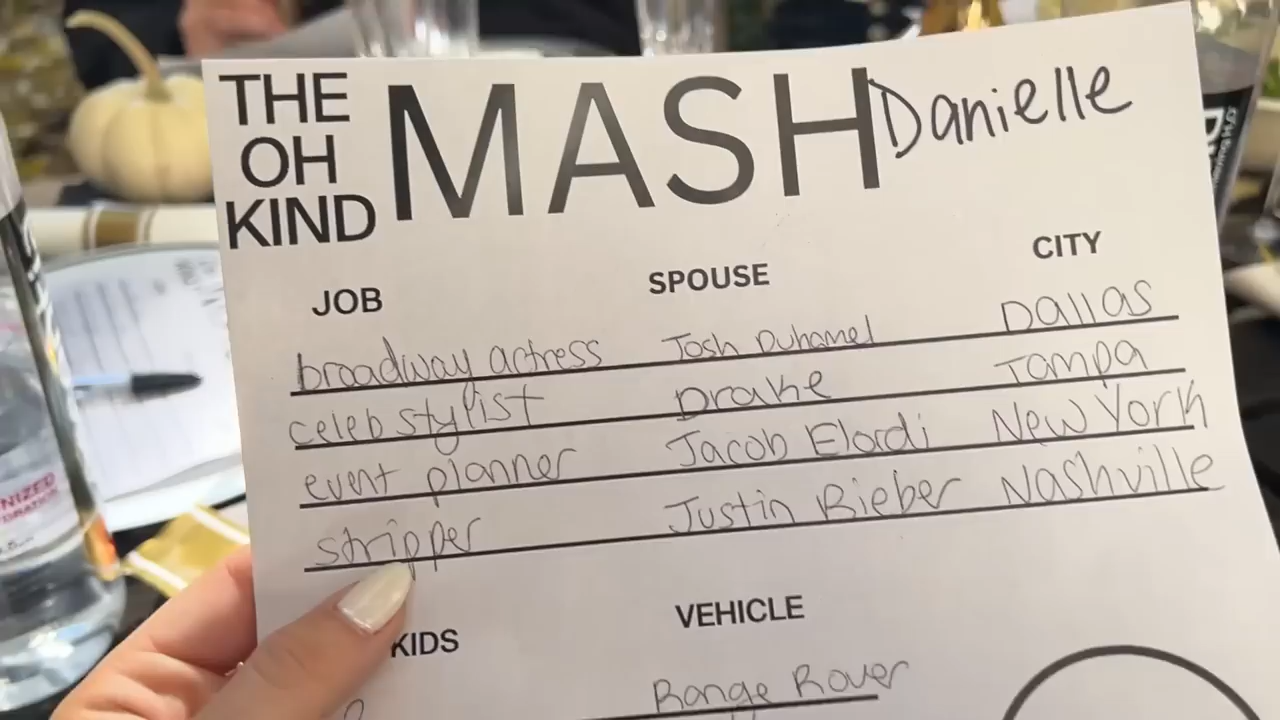 THE
OH
KIND
MASH
Danielle
JOB
SPOUSE
CITY
broadway actress
Josh Duhamel
Dallas
celeb stylist
Drake
Tampa
event planner
Jacob Elordi
New York
stripper
Justin Bieber
Nashville
KIDS
VEHICLE
Range Rover